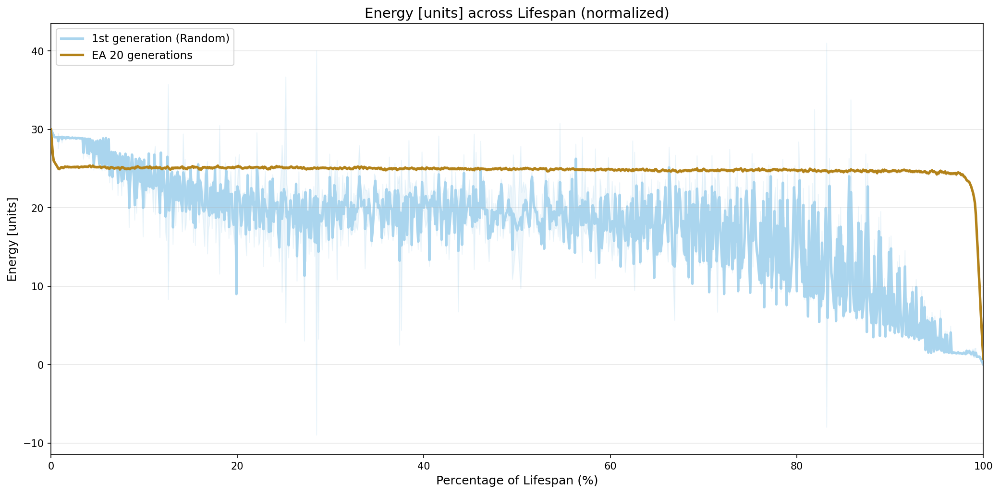 Energy [units] across Lifespan (normalized)
1st generation (Random)
EA 20 generations
Energy [units]
40
30
20
10
0
−10
0 20 40 60 80 100
Percentage of Lifespan (%)